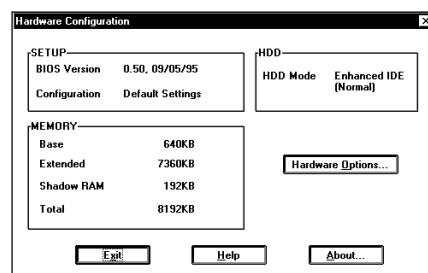 Hardware Configuration
SETUP
BIOS Version 0.50, 09/05/95
Configuration Default Settings
HDD
HDD Mode Enhanced IDE
(Normal)
MEMORY
Base 640KB
Extended 7360KB
Shadow RAM 192KB
Total 8192KB
Hardware Options...
Exit Help About...